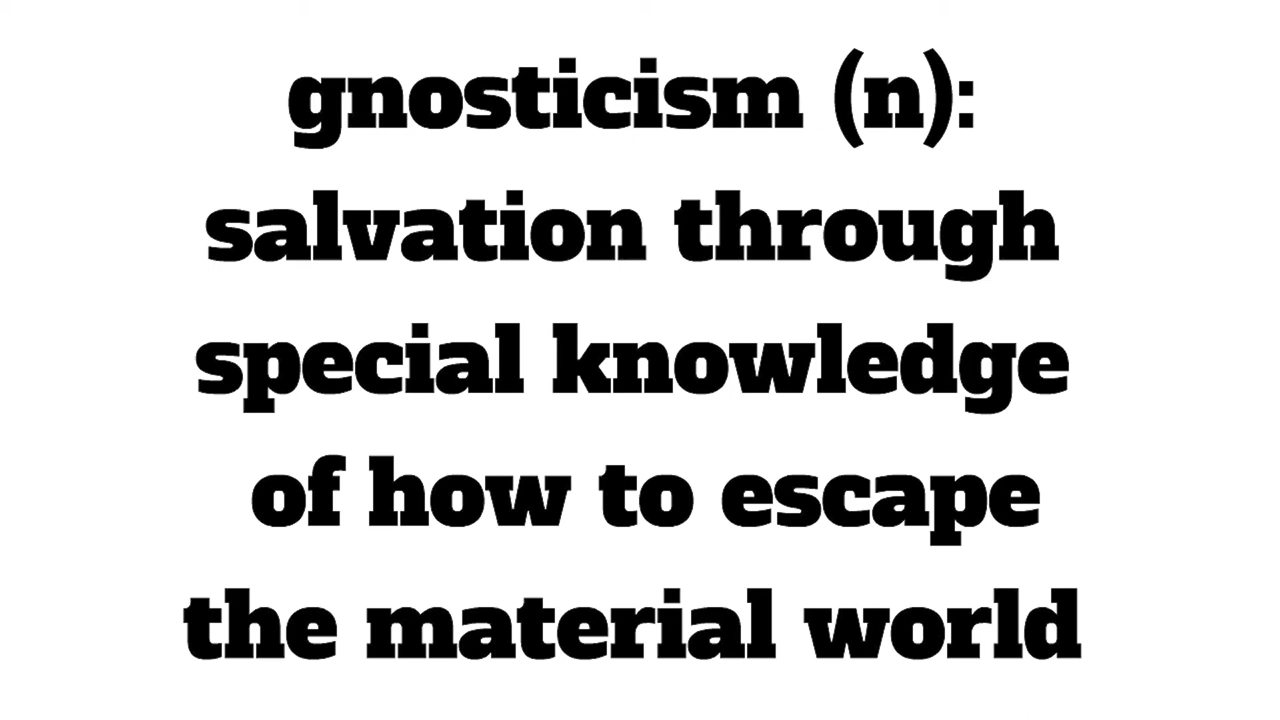 gnosticism (n):
salvation through
special knowledge
of how to escape
the material world